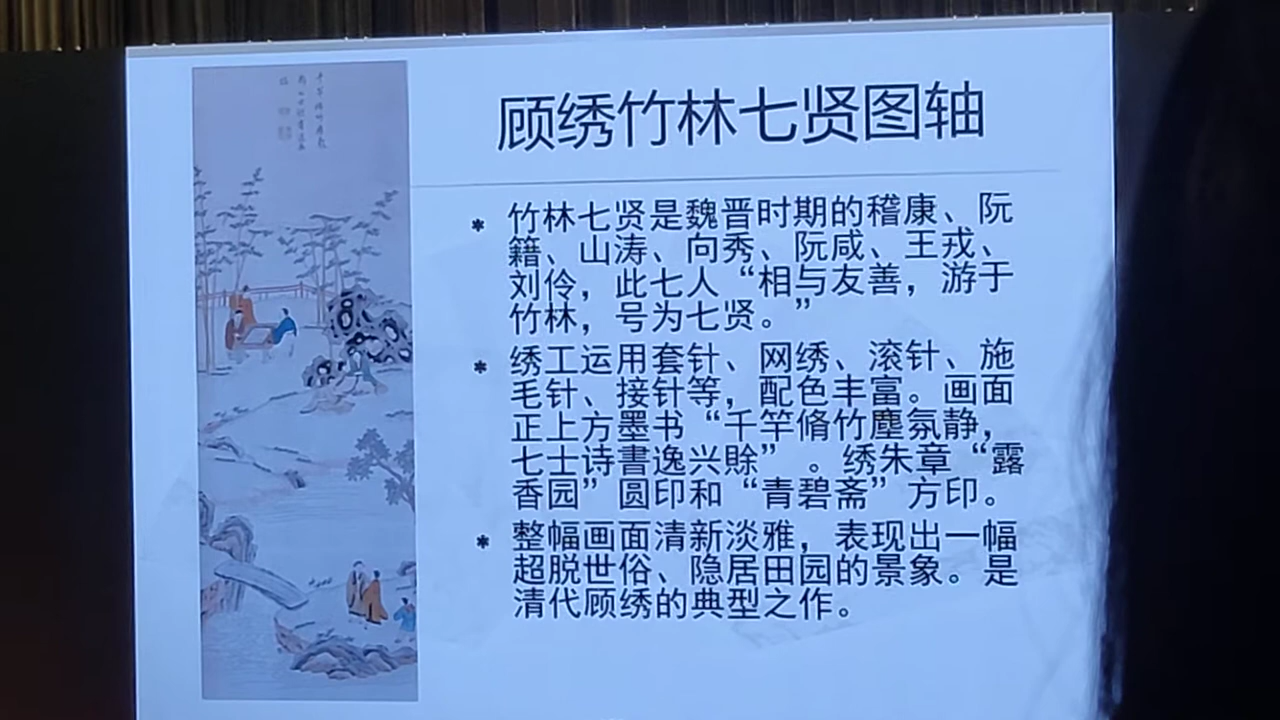 顾绣竹林七贤图轴
* 竹林七贤是魏晋时期的稽康、阮
籍、山涛、向秀、阮咸、王戎、
刘伶，此七人“相与友善，游于
竹林，号为七贤。”
* 绣工运用套针、网绣、滚针、施
毛针、接针等，配色丰富。画面
正上方墨书“千竿脩竹塵氛静，
七士诗書逸兴賖” 。绣朱章“露
香园”圆印和“青碧斋”方印。
* 整幅画面清新淡雅，表现出一幅
超脱世俗、隐居田园的景象。是
清代顾绣的典型之作。